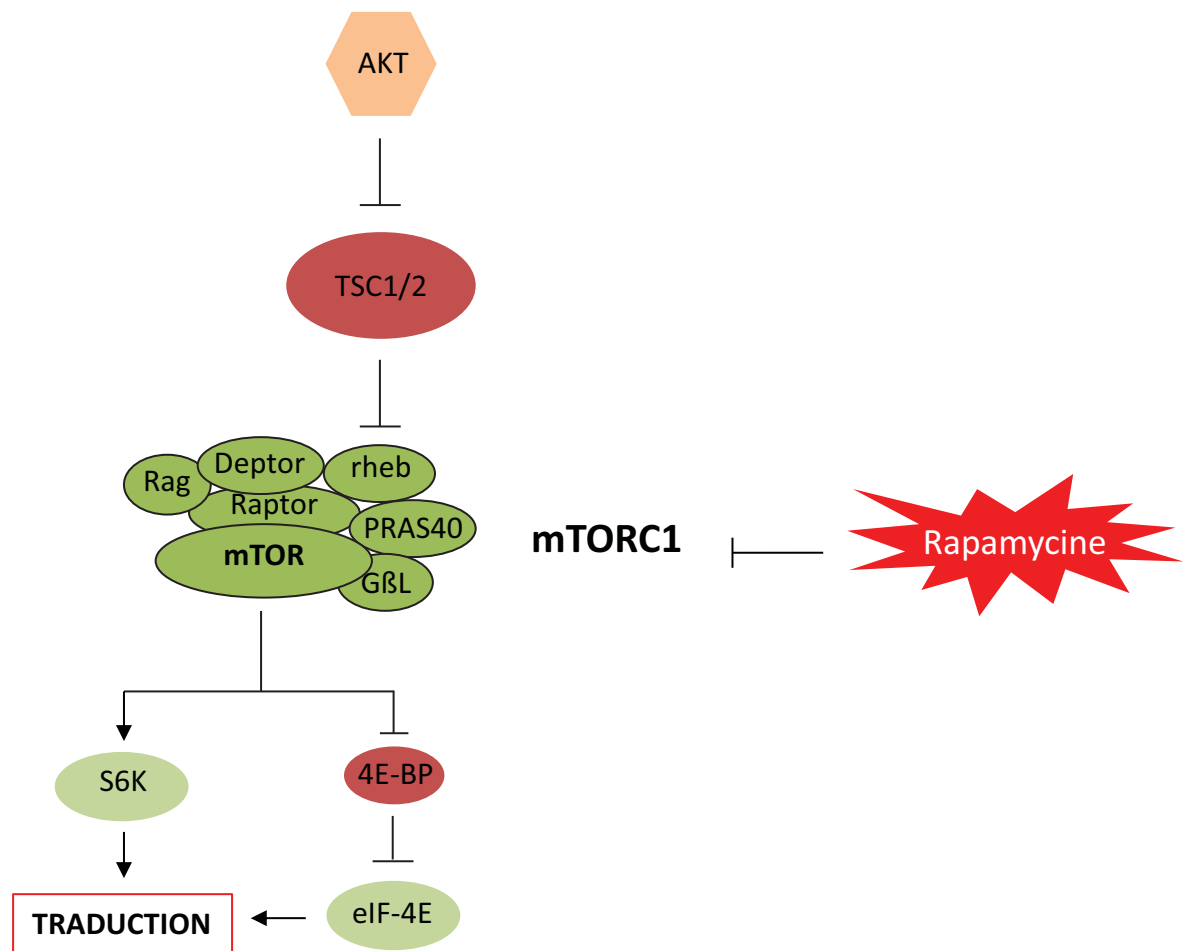 AKT
TSC1/2
Deptor
rheb
Rag
Raptor
PRAS40
mTOR
GßL
mTORC1
Rapamycine
S6K
4E-BP
TRADUCTION
eIF-4E